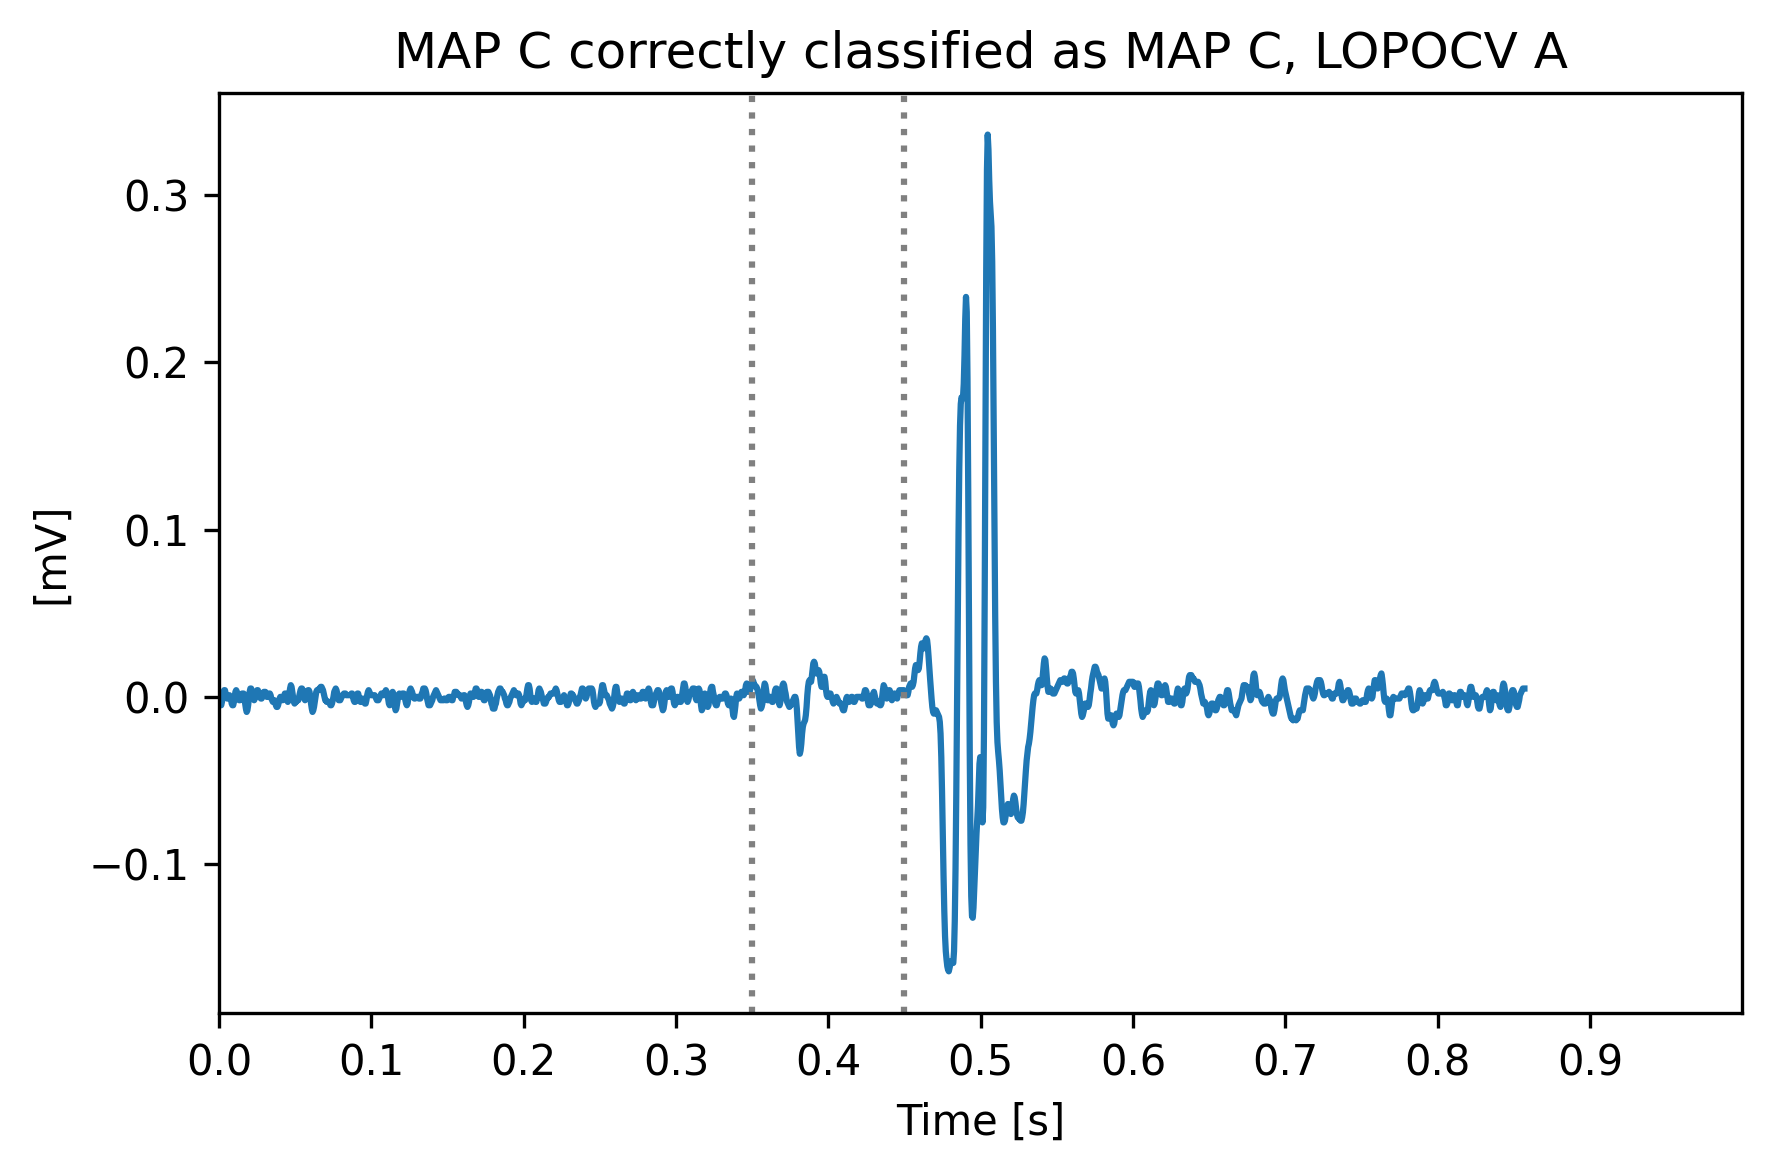 MAP C correctly classified as MAP C, LOPOCV A
[mV]
0.3
0.2
0.1
0.0
−0.1
0.0 0.1 0.2 0.3 0.4 0.5 0.6 0.7 0.8 0.9
Time [s]